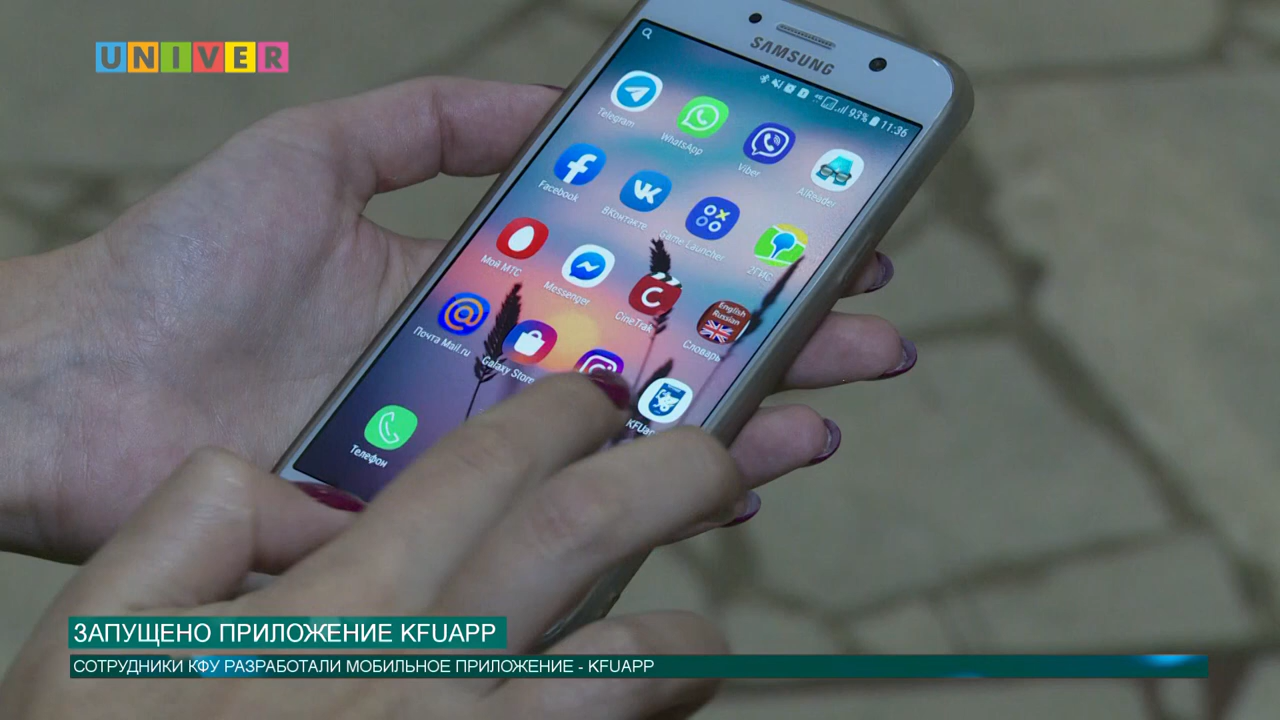 UNIVER
SAMSUNG
4G 93% 11:36
Telegram
WhatsApp
Viber
AlReader
Facebook
ВКонтакте
Game Launcher
2ГИС
Мой МТС
Messenger
CineTrak
English
Russian
Словарь
Почта Mail.ru
Galaxy Store
Телефон
ЗАПУЩЕНО ПРИЛОЖЕНИЕ KFUAPP
СОТРУДНИКИ КФУ РАЗРАБОТАЛИ МОБИЛЬНОЕ ПРИЛОЖЕНИЕ - KFUAPP